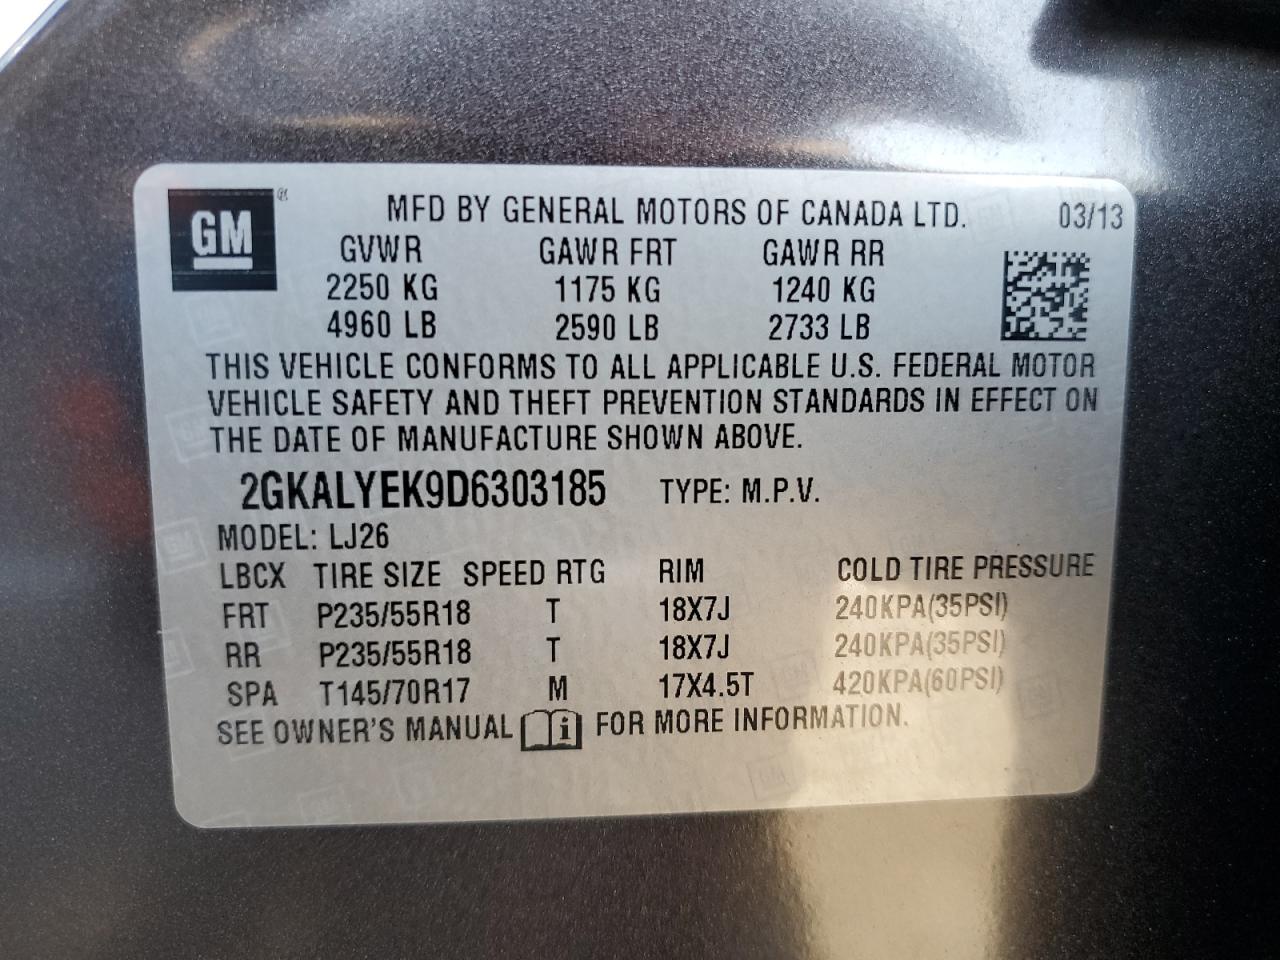 GM ®
MFD BY GENERAL MOTORS OF CANADA LTD. 03/13
GVWR GAWR FRT GAWR RR
2250 KG 1175 KG 1240 KG
4960 LB 2590 LB 2733 LB
THIS VEHICLE CONFORMS TO ALL APPLICABLE U.S. FEDERAL MOTOR
VEHICLE SAFETY AND THEFT PREVENTION STANDARDS IN EFFECT ON
THE DATE OF MANUFACTURE SHOWN ABOVE.
2GKALYEK9D6303185 TYPE: M.P.V.
MODEL: LJ26
LBCX TIRE SIZE SPEED RTG RIM COLD TIRE PRESSURE
FRT P235/55R18 T 18X7J 240KPA(35PSI)
RR P235/55R18 T 18X7J 240KPA(35PSI)
SPA T145/70R17 M 17X4.5T 420KPA(60PSI)
SEE OWNER'S MANUAL i FOR MORE INFORMATION.